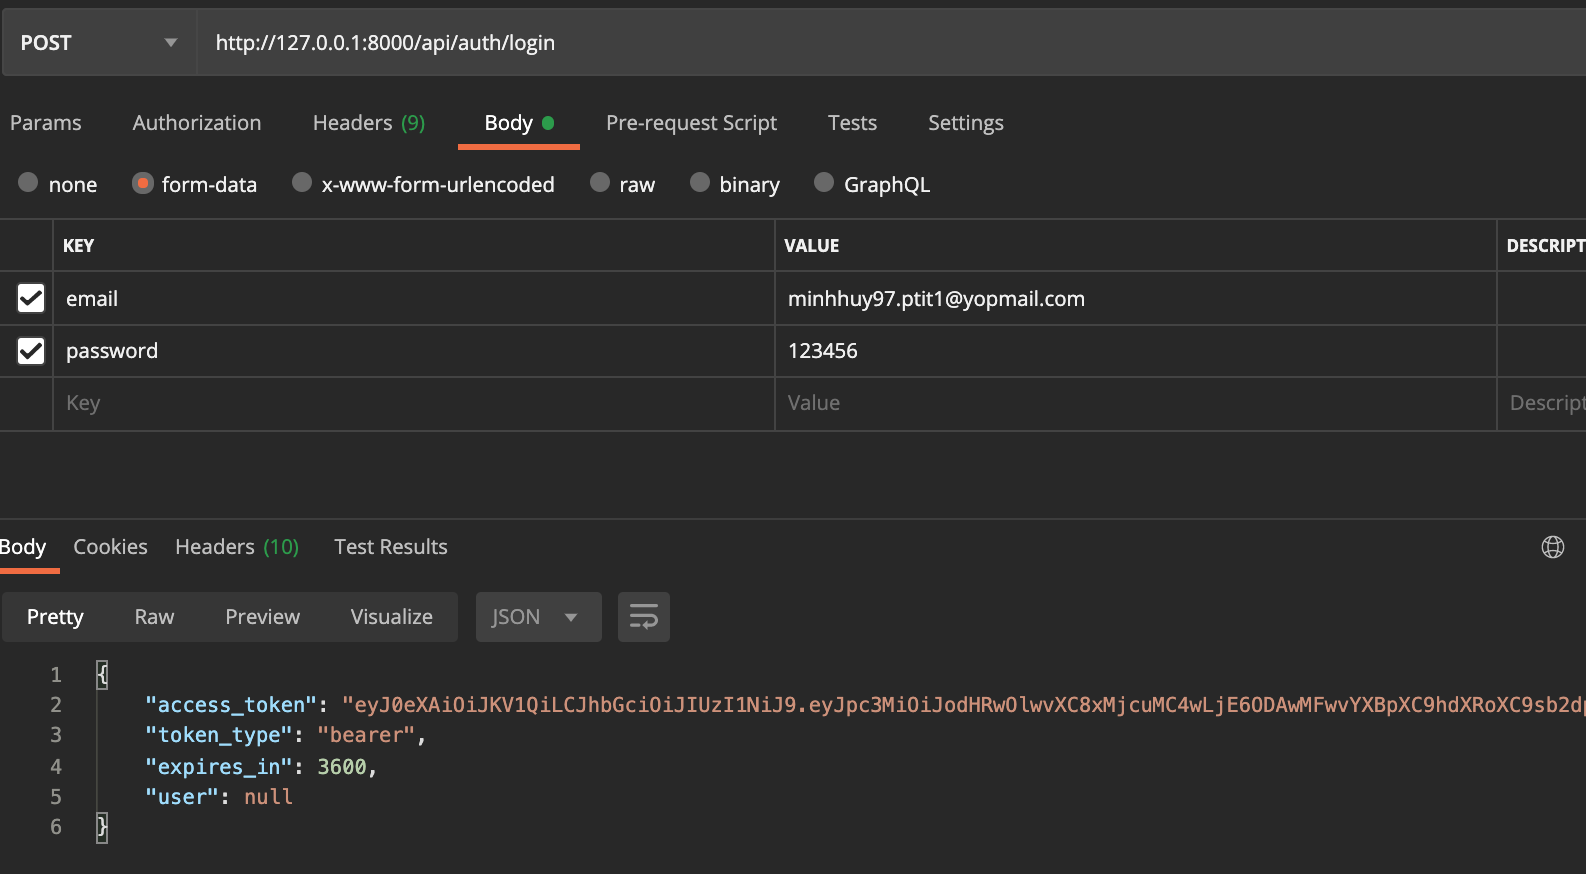 POST http://127.0.0.1:8000/api/auth/login
Params Authorization Headers (9) Body Pre-request Script Tests Settings
none form-data x-www-form-urlencoded raw binary GraphQL
KEY VALUE DESCRIPT
email minhhuy97.ptit1@yopmail.com
password 123456
Key Value Descript
Body Cookies Headers (10) Test Results
Pretty Raw Preview Visualize JSON
1 {
2 "access_token": "eyJ0eXAiOiJKV1QiLCJhbGciOiJIUzI1NiJ9.eyJpc3MiOiJodHRwOlwvXC8xMjcuMC4wLjE6ODAwMFwvYXBpXC9hdXRoXC9sb2dp
3 "token_type": "bearer",
4 "expires_in": 3600,
5 "user": null
6 }